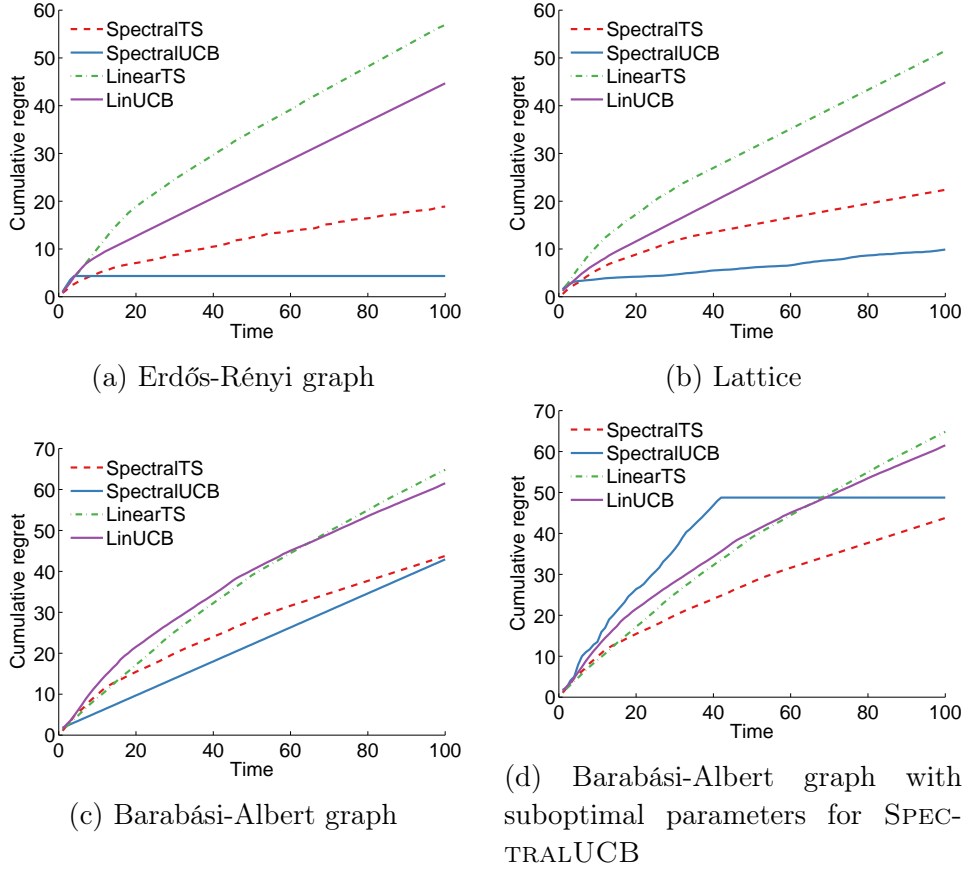 60
50
40
30
20
10
0
Cumulative regret
SpectralTS
SpectralUCB
LinearTS
LinUCB
0 20 40 60 80 100
Time
(a) Erdős-Rényi graph
60
50
40
30
20
10
0
Cumulative regret
SpectralTS
SpectralUCB
LinearTS
LinUCB
0 20 40 60 80 100
Time
(b) Lattice
70
60
50
40
30
20
10
0
Cumulative regret
SpectralTS
SpectralUCB
LinearTS
LinUCB
0 20 40 60 80 100
Time
(c) Barabási-Albert graph
70
60
50
40
30
20
10
0
Cumulative regret
SpectralTS
SpectralUCB
LinearTS
LinUCB
0 20 40 60 80 100
Time
(d) Barabási-Albert graph with
suboptimal parameters for SPEC-
TRALUCB